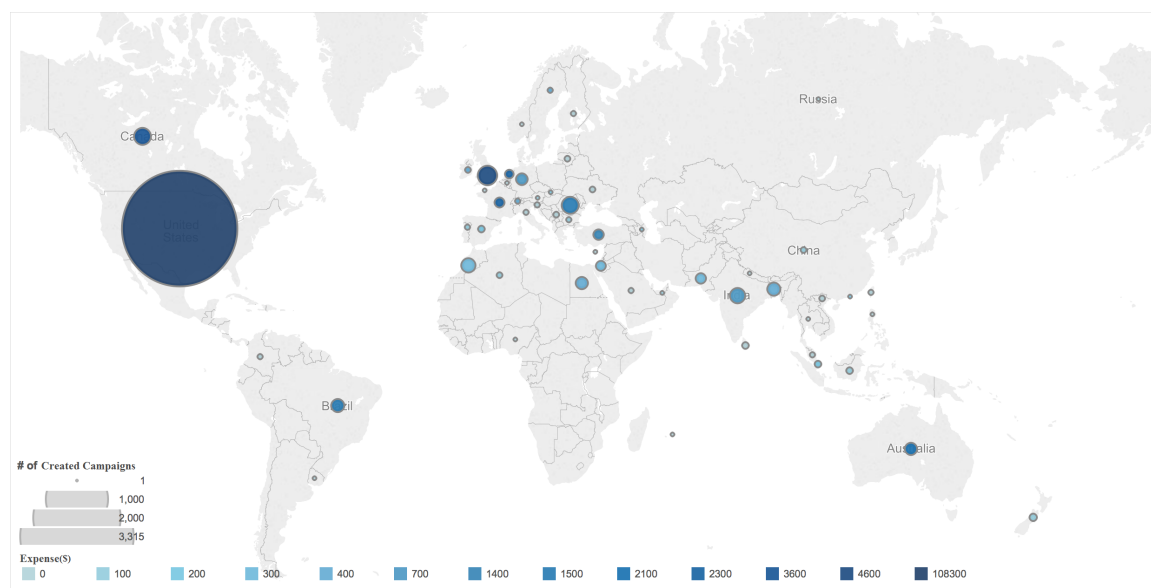 Russia
Canada
United
States
China
India
Brazil
Australia
# of Created Campaigns
1
1,000
2,000
3,315
Expense($)
0 100 200 300 400 700 1400 1500 2100 2300 3600 4600 108300